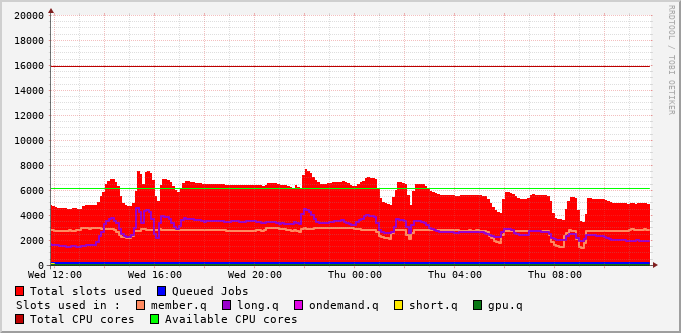 RRDTOOL / TOBI OETIKER
20000
18000
16000
14000
12000
10000
8000
6000
4000
2000
0
Wed 12:00 Wed 16:00 Wed 20:00 Thu 00:00 Thu 04:00 Thu 08:00
Total slots used Queued Jobs
Slots used in : member.q long.q ondemand.q short.q gpu.q
Total CPU cores Available CPU cores